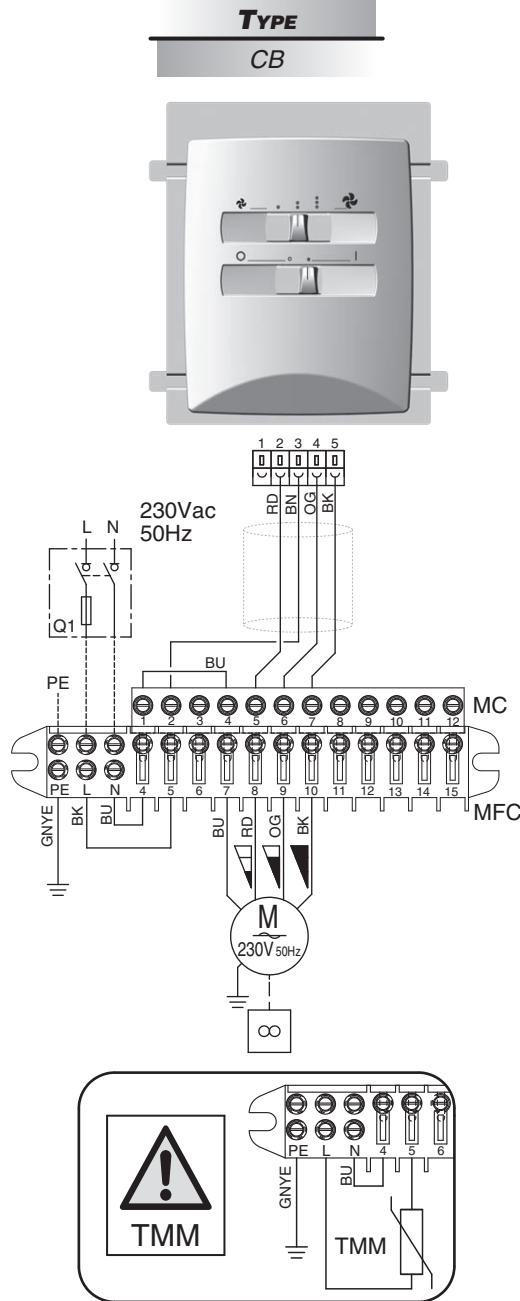 TYPE
CB
O I
1 2 3 4 5
RD BN OG BK
230Vac
50Hz
L N
Q1
PE
BU
1 2 3 4 5 6 7 8 9 10 11 12
MC
PE L N 4 5 6 7 8 9 10 11 12 13 14 15
MFC
GNYE BK BU BU RD OG BK
M
230V 50Hz
PE L N 4 5 6
GNYE BU
TMM
TMM